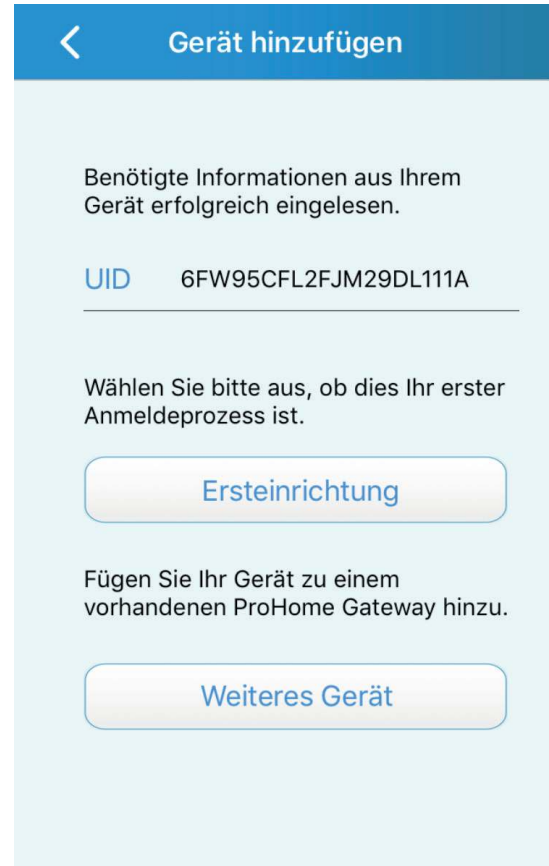 Gerät hinzufügen
Benötigte Informationen aus Ihrem
Gerät erfolgreich eingelesen.
UID 6FW95CFL2FJM29DL111A
Wählen Sie bitte aus, ob dies Ihr erster
Anmeldeprozess ist.
Ersteinrichtung
Fügen Sie Ihr Gerät zu einem
vorhandenen ProHome Gateway hinzu.
Weiteres Gerät